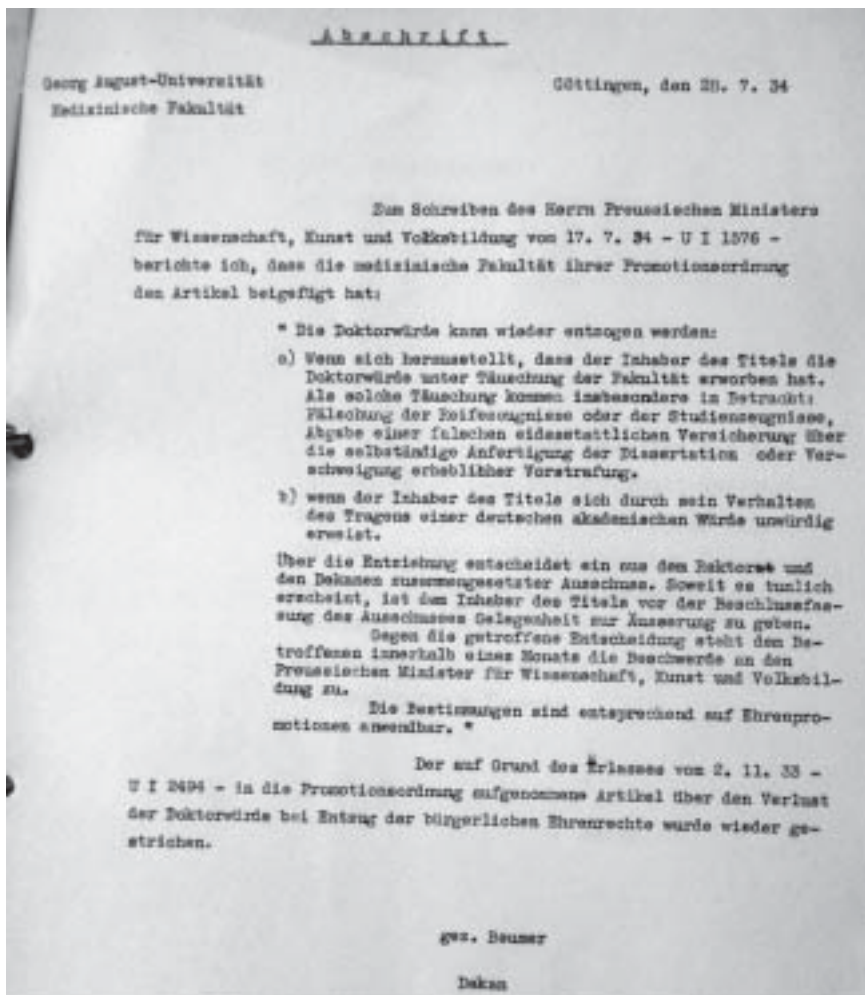 Abschrift
Georg August-Universität
Göttingen, den 28. 7. 34
Medizinische Fakultät
Zum Schreiben des Herrn Preussischen Ministers
für Wissenschaft, Kunst und Volksbildung vom 17. 7. 34 - U I 1576 -
berichte ich, dass die medizinische Fakultät ihrer Promotionsordnung
den Artikel beigefügt hat:
" Die Doktorwürde kann wieder entzogen werden:
a) Wenn sich herausstellt, dass der Inhaber des Titels die
Doktorwürde unter Täuschung der Fakultät erworben hat.
Als solche Täuschung kommen insbesondere in Betracht:
Fälschung der Reifezeugnisse oder der Studienzeugnisse,
Abgabe einer falschen eidesstattlichen Versicherung über
die selbständige Anfertigung der Dissertation oder Ver-
schweigung erheblibher Vorstrafung.
b) wenn der Inhaber des Titels sich durch sein Verhalten
des Tragens einer deutschen akademischen Würde unwürdig
erweist.
Über die Entziehung entscheidet ein aus dem und
den Dekanen zusammengesetzter Ausschuss. Soweit es tunlich
erscheint, ist dem Inhaber des Titels vor der Beschlussfas-
sung des Ausschusses Gelegenheit zur Äusserung zu geben.
Gegen die getroffene Entscheidung steht dem Be-
troffenen innerhalb eines Monats die Beschwerde an den
Preussischen Minister für Wissenschaft, Kunst und Volksbil-
dung zu.
Die Bestimmungen sind entsprechend auf Ehrenpro-
motionen anwendbar. "
Der auf Grund des Erlasses vom 2. 11. 33 -
U I 2494 - in die Promotionsordnung aufgenommene Artikel über den Verlust
der Doktorwürde bei Entzug der bürgerlichen Ehrenrechte wurde wieder ge-
strichen.
gez.
Dekan